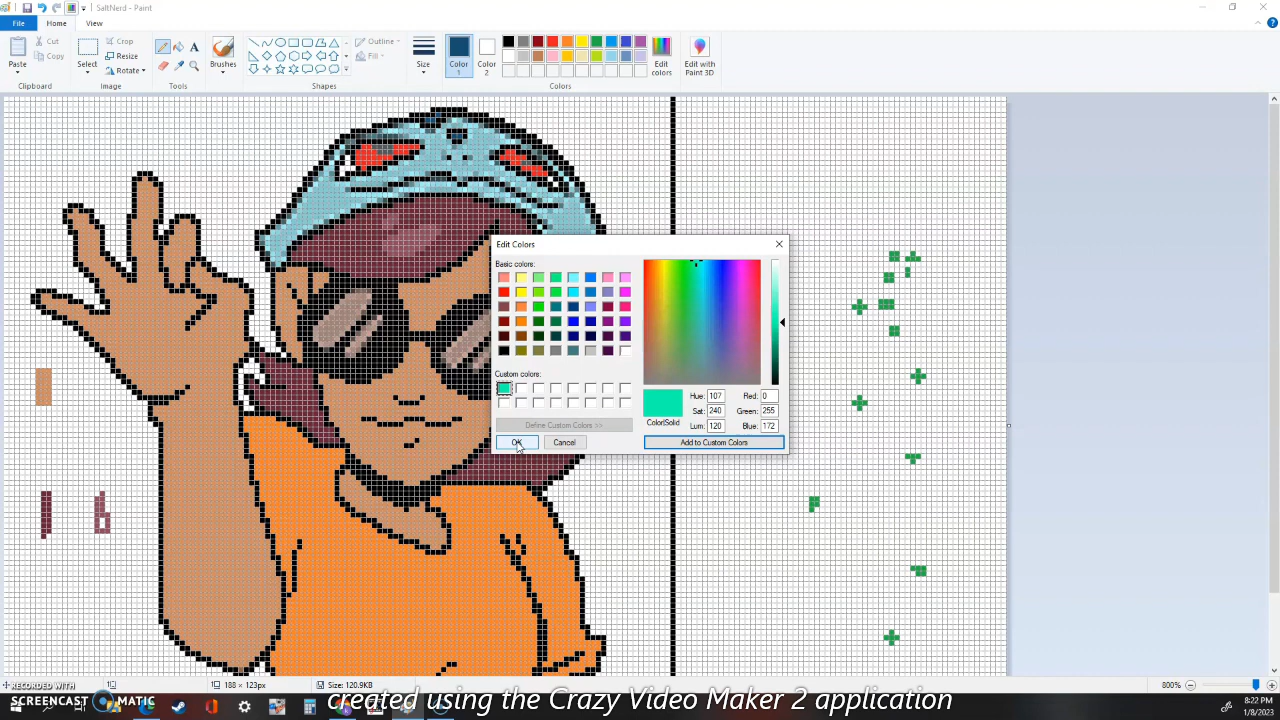 SaltNerd - Paint
File
Home
View
Paste
Cut
Copy
Clipboard
Select
Crop
Resize
Rotate
Image
Tools
Brushes
Outline
Fill
Shapes
Size
Color 1
Color 2
Edit colors
Edit with Paint 3D
Colors
Edit Colors
Basic colors:
Custom colors:
Define Custom Colors >>
OK
Cancel
Color|Solid
Hue: 107
Sat: 240
Lum: 120
Red: 0
Green: 255
Blue: 172
Add to Custom Colors
188 × 123px
Size: 120.9KB
800%
RECORDED WITH
SCREENCAST MATIC
created using the Crazy Video Maker 2 application
8:22 PM
1/8/2023